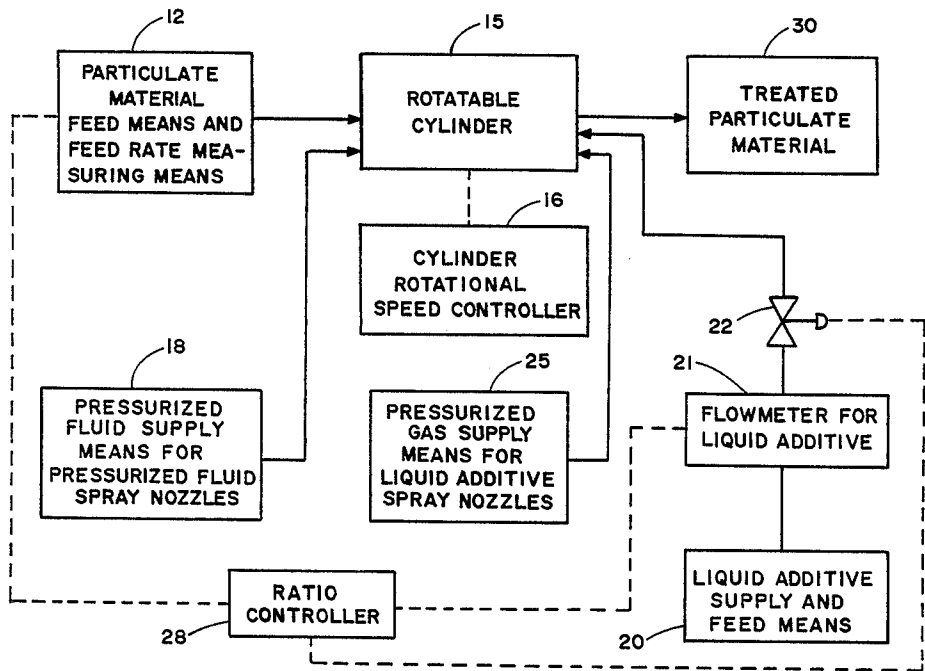 12
PARTICULATE
MATERIAL
FEED MEANS AND
FEED RATE MEA-
SURING MEANS
15
ROTATABLE
CYLINDER
30
TREATED
PARTICULATE
MATERIAL
16
CYLINDER
ROTATIONAL
SPEED CONTROLLER
22
18
PRESSURIZED
FLUID SUPPLY
MEANS FOR
PRESSURIZED FLUID
SPRAY NOZZLES
25
PRESSURIZED
GAS SUPPLY
MEANS FOR
LIQUID ADDITIVE
SPRAY NOZZLES
21
FLOWMETER FOR
LIQUID ADDITIVE
RATIO
CONTROLLER
28
LIQUID ADDITIVE
SUPPLY AND
FEED MEANS
20